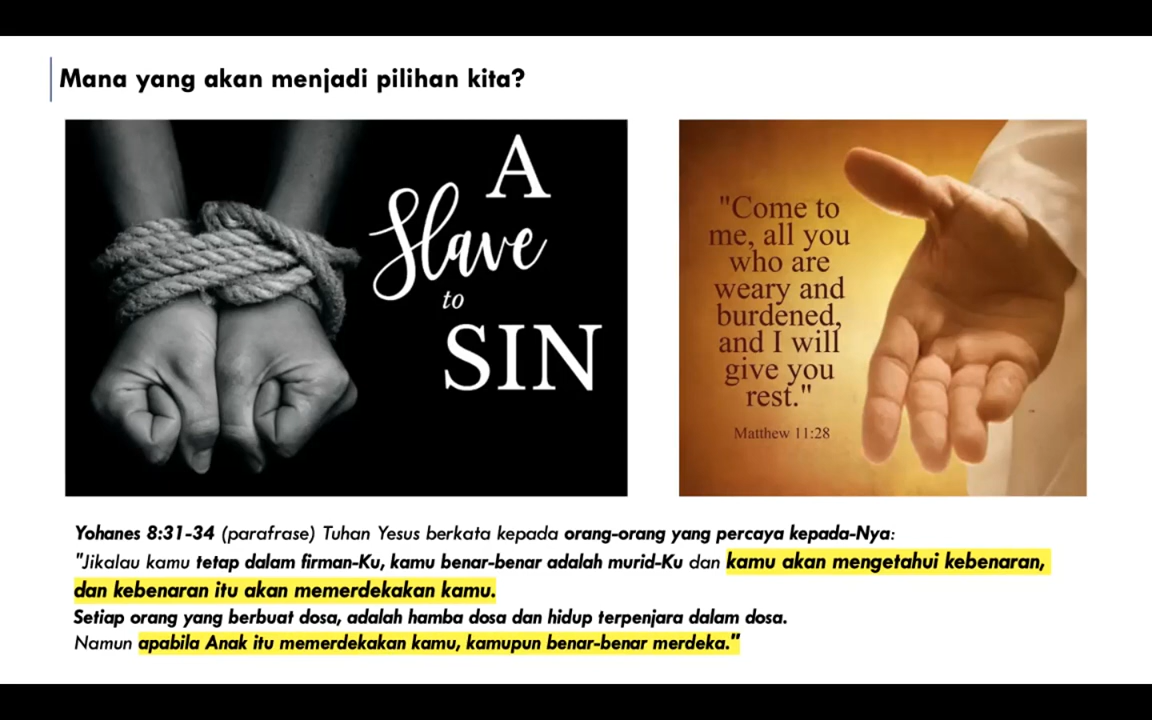 Mana yang akan menjadi pilihan kita?
A
Slave
to
SIN
"Come to
me, all you
who are
weary and
burdened,
and I will
give you
rest."
Matthew 11:28
Yohanes 8:31-34 (parafrase) Tuhan Yesus berkata kepada orang-orang yang percaya kepada-Nya:
"Jikalau kamu tetap dalam firman-Ku, kamu benar-benar adalah murid-Ku dan kamu akan mengetahui kebenaran,
dan kebenaran itu akan memerdekakan kamu.
Setiap orang yang berbuat dosa, adalah hamba dosa dan hidup terpenjara dalam dosa.
Namun apabila Anak itu memerdekakan kamu, kamupun benar-benar merdeka."